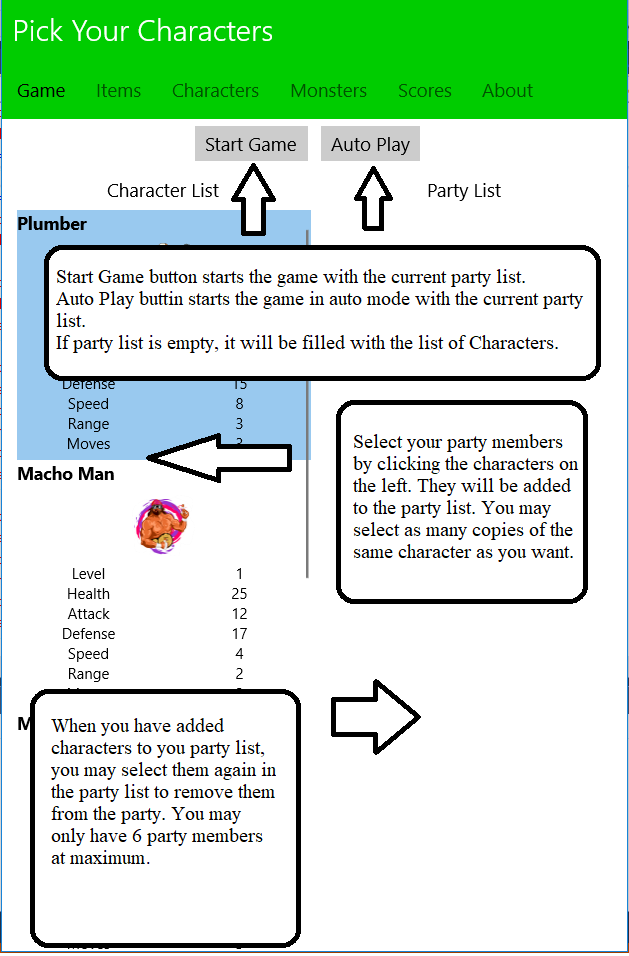 Pick Your Characters
Game Items Characters Monsters Scores About
Start Game Auto Play
Character List Party List
Plumber
Start Game button starts the game with the current party list.
Auto Play buttin starts the game in auto mode with the current party
list.
If party list is empty, it will be filled with the list of Characters.
Defense 15
Speed 8
Range 3
Moves 3
Select your party members
by clicking the characters on
the left. They will be added
to the party list. You may
select as many copies of the
same character as you want.
Macho Man
Level 1
Health 25
Attack 12
Defense 17
Speed 4
Range 2
M
When you have added
characters to you party list,
you may select them again in
the party list to remove them
from the party. You may
only have 6 party members
at maximum.